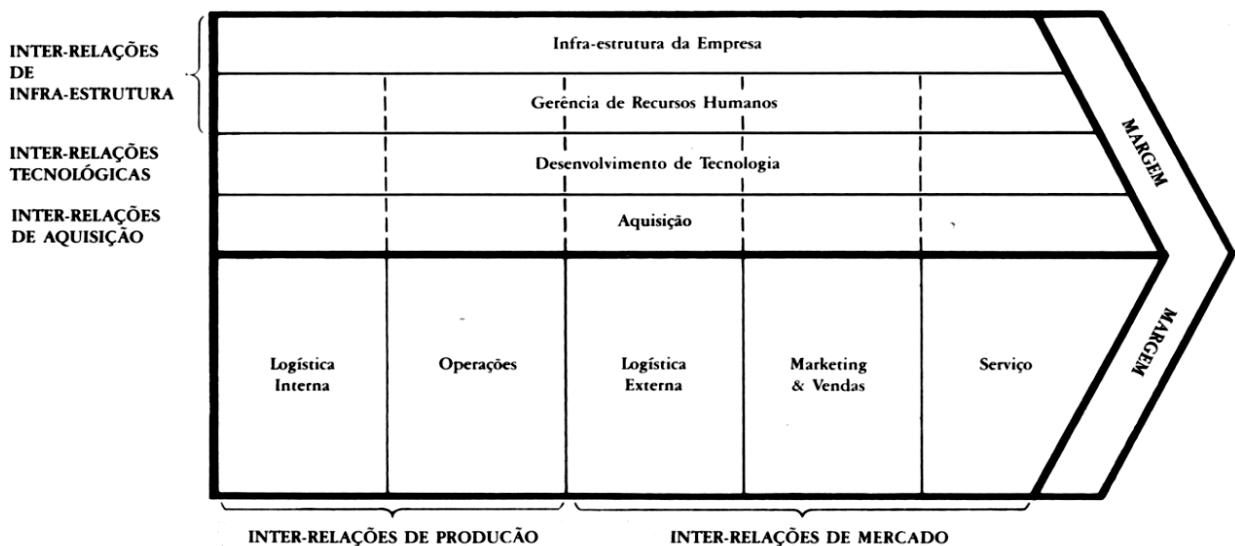 INTER-RELAÇÕES
DE
INFRA-ESTRUTURA
Infra-estrutura da Empresa
Gerência de Recursos Humanos
INTER-RELAÇÕES
TECNOLÓGICAS
Desenvolvimento de Tecnologia
INTER-RELAÇÕES
DE AQUISIÇÃO
Aquisição
MARGEM
Logística
Interna
Operações
Logística
Externa
Marketing
& Vendas
Serviço
MARGEM
INTER-RELAÇÕES DE PRODUCÃO
INTER-RELAÇÕES DE MERCADO